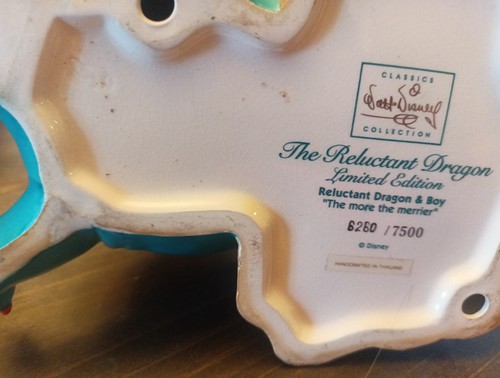 CLASSICS
Walt Disney
COLLECTION
The Reluctant Dragon
Limited Edition
Reluctant Dragon & Boy
"The more the merrier"
6260 / 7500
© Disney
HANDCRAFTED IN THAILAND